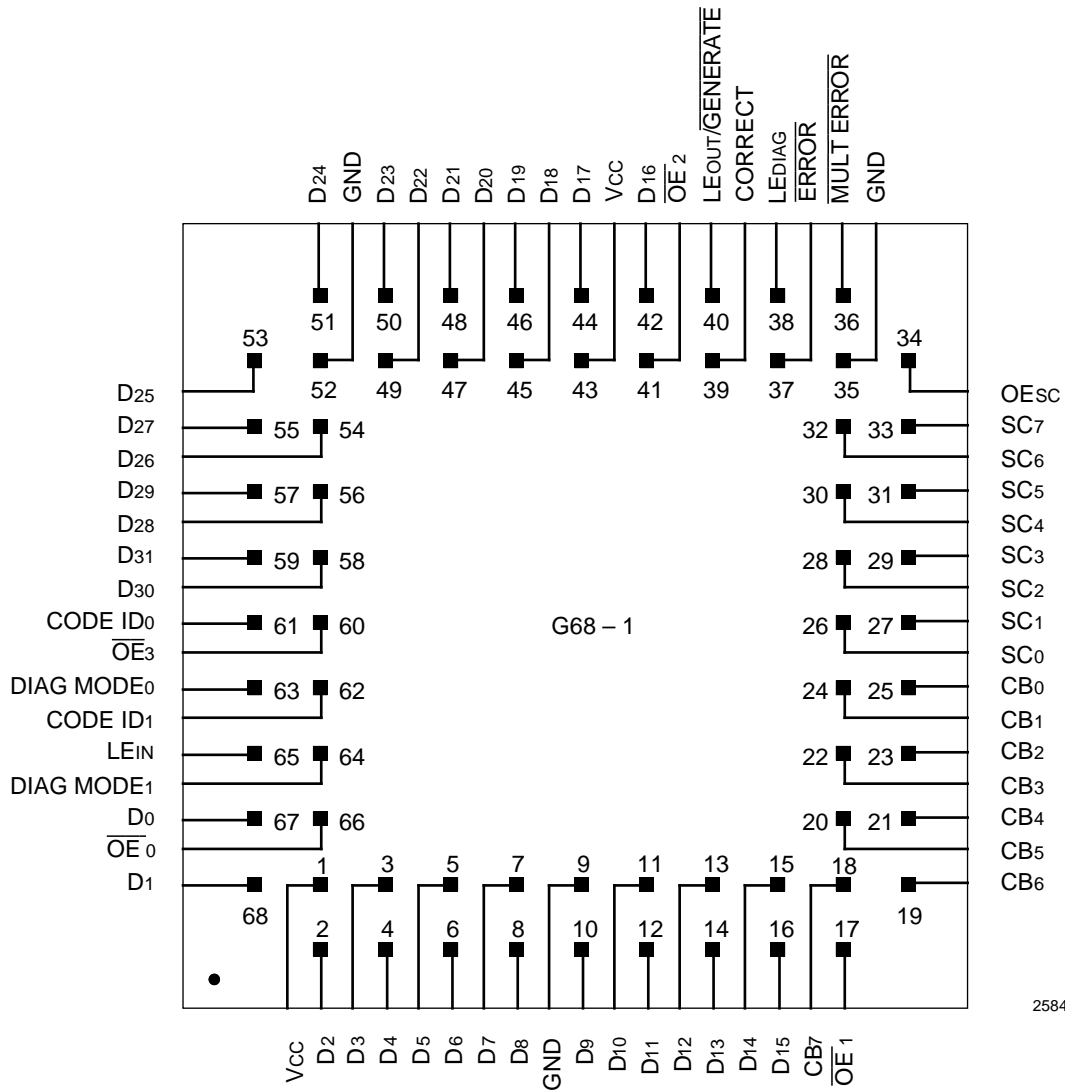 D24
GND
D23
D22
D21
D20
D19
D18
D17
VCC
D16
OE 2
LEOUT/GENERATE
CORRECT
LEDIAG
ERROR
MULT ERROR
GND
51 50 48 46 44 42 40 38 36
53 34
52 49 47 45 43 41 39 37 35
D25 OESC
D27 55 54 32 33 SC7
D26 SC6
D29 57 56 30 31 SC5
D28 SC4
D31 59 58 28 29 SC3
D30 SC2
CODE ID0 61 60 G68 – 1 26 27 SC1
OE3 SC0
DIAG MODE0 63 62 24 25 CB0
CODE ID1 CB1
LEIN 65 64 22 23 CB2
DIAG MODE1 CB3
D0 67 66 20 21 CB4
OE 0 CB5
1 3 5 7 9 11 13 15 18
D1 CB6
68 19
2 4 6 8 10 12 14 16 17
2584
VCC
D2
D3
D4
D5
D6
D7
D8
GND
D9
D10
D11
D12
D13
D14
D15
CB7
OE 1